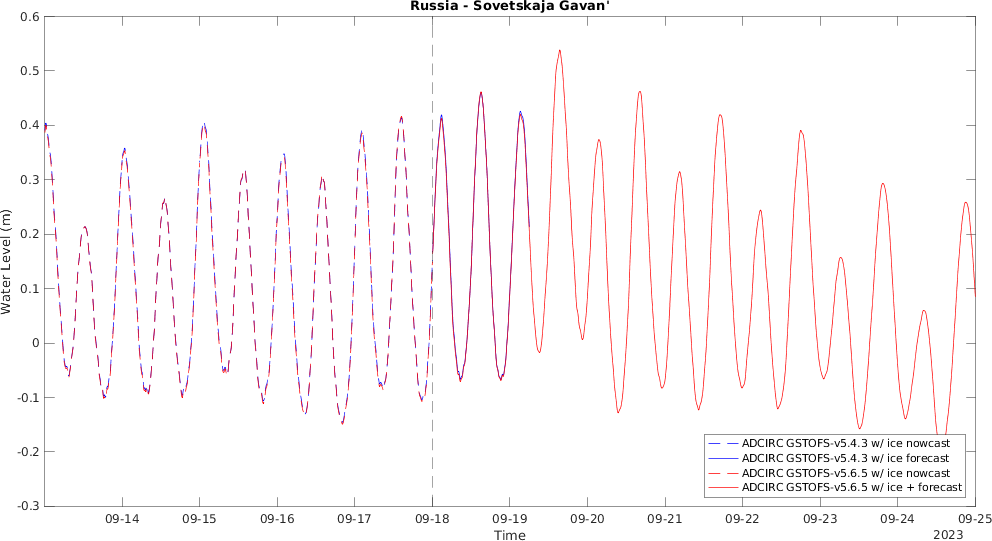 Russia - Sovetskaja Gavan'
0.6
0.5
0.4
0.3
0.2
0.1
0
-0.1
-0.2
-0.3
Water Level (m)
ADCIRC GSTOFS-v5.4.3 w/ ice nowcast
ADCIRC GSTOFS-v5.4.3 w/ ice forecast
ADCIRC GSTOFS-v5.6.5 w/ ice nowcast
ADCIRC GSTOFS-v5.6.5 w/ ice + forecast
09-14 09-15 09-16 09-17 09-18 09-19 09-20 09-21 09-22 09-23 09-24 09-25
Time
2023